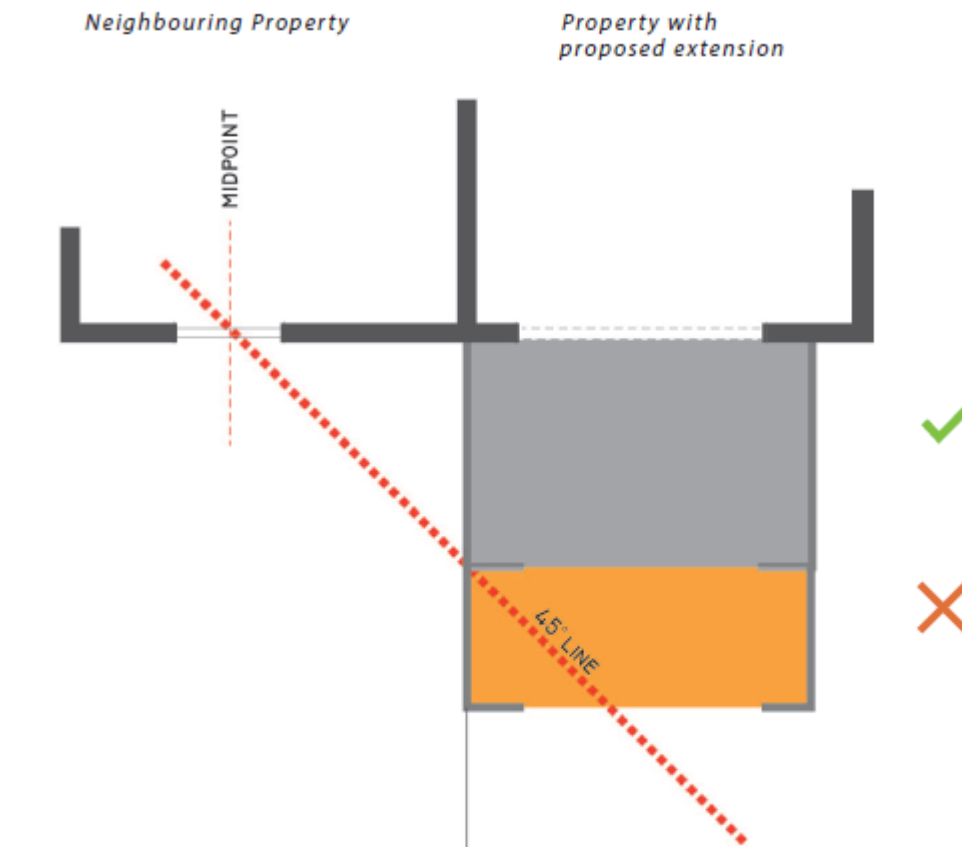 Neighbouring Property
Property with
proposed extension
MIDPOINT
45° LINE